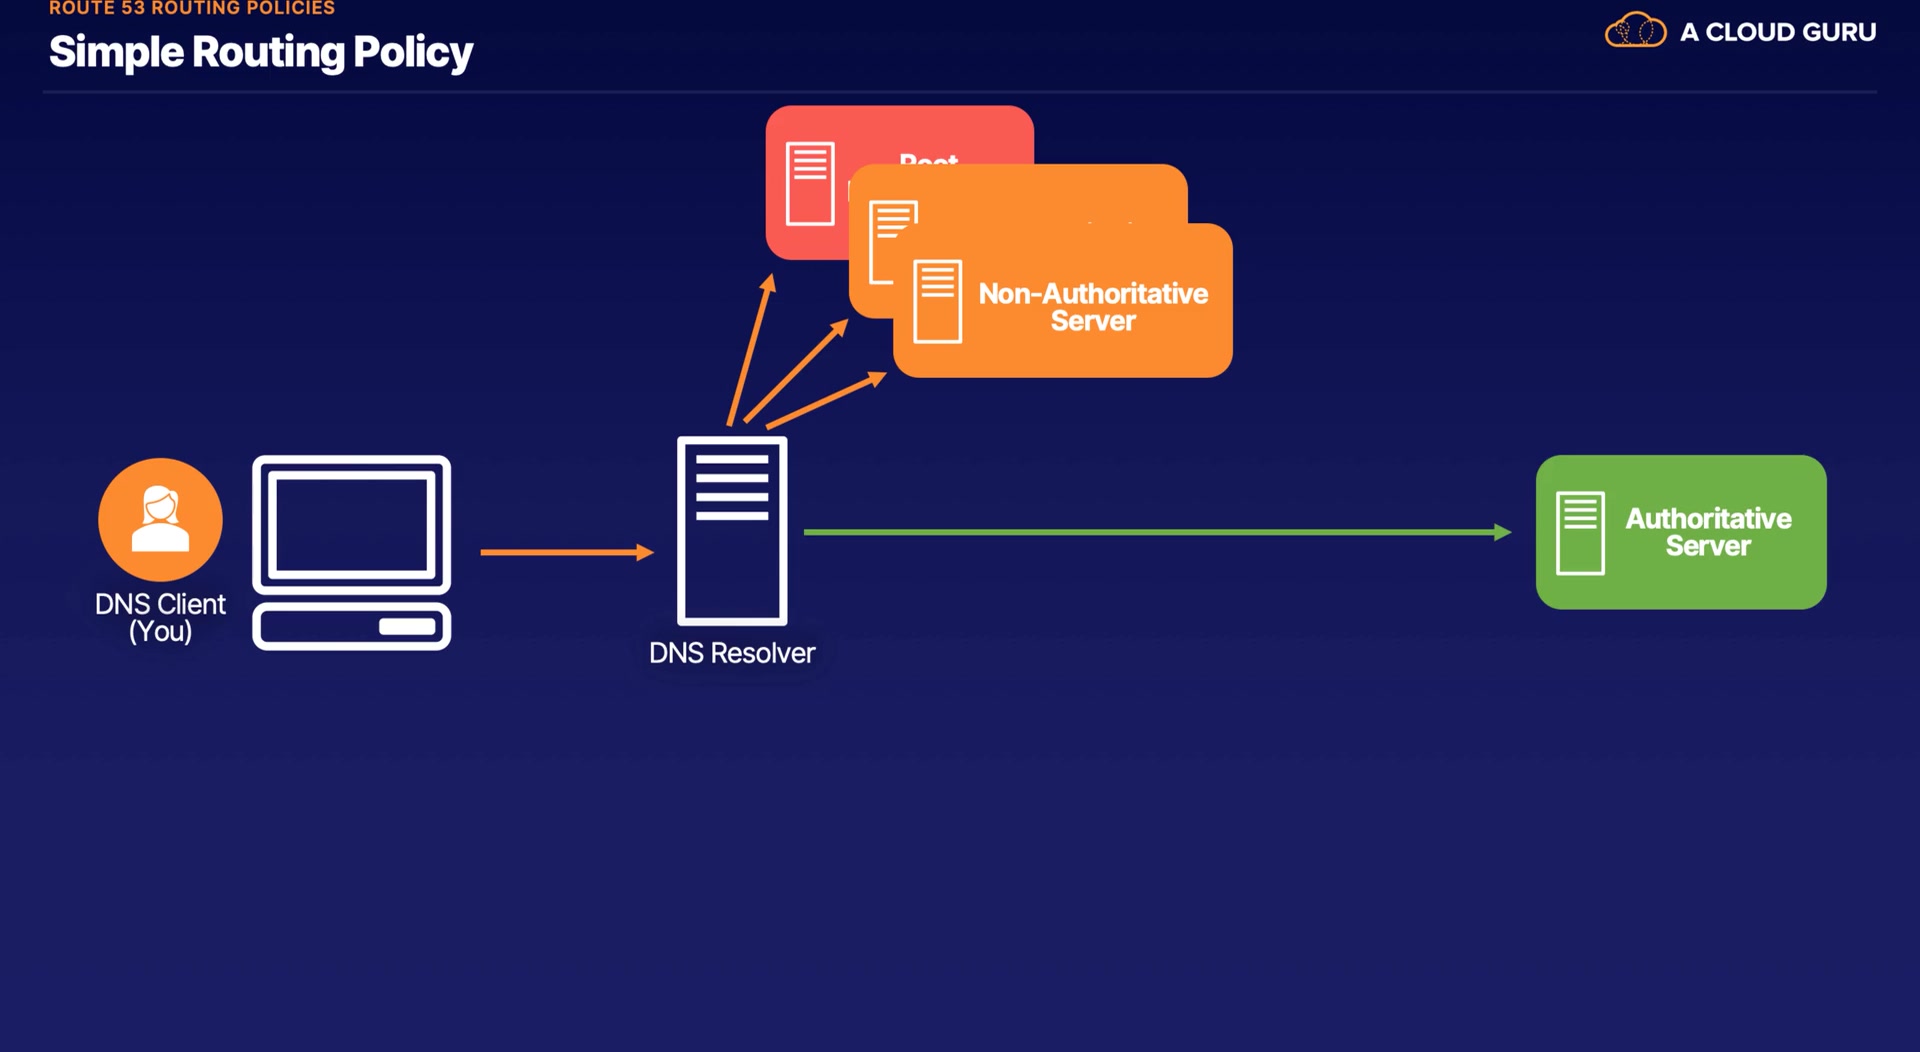 ROUTE 53 ROUTING POLICIES
Simple Routing Policy
A CLOUD GURU
Root
Non-Authoritative
Server
Authoritative
Server
DNS Client
(You)
DNS Resolver